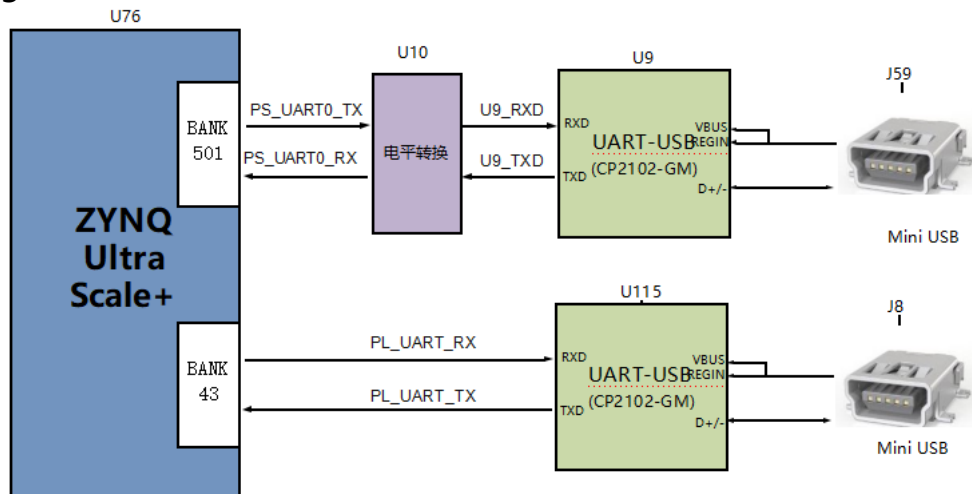 U76
ZYNQ
Ultra
Scale+
BANK
501
PS_UART0_TX
PS_UART0_RX
U10
电平转换
U9_RXD
U9_TXD
U9
RXD
TXD
UART-USB
(CP2102-GM)
VBUS
REGIN
D+/-
J59
Mini USB
BANK
43
PL_UART_RX
PL_UART_TX
U115
RXD
TXD
UART-USB
(CP2102-GM)
VBUS
REGIN
D+/-
J8
Mini USB